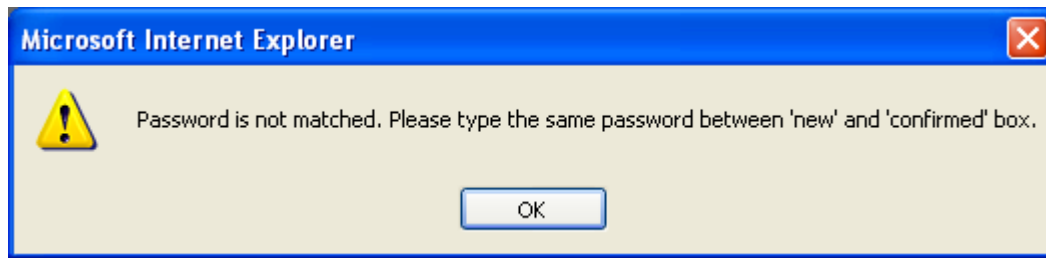 Microsoft Internet Explorer
Password is not matched. Please type the same password between 'new' and 'confirmed' box.
OK